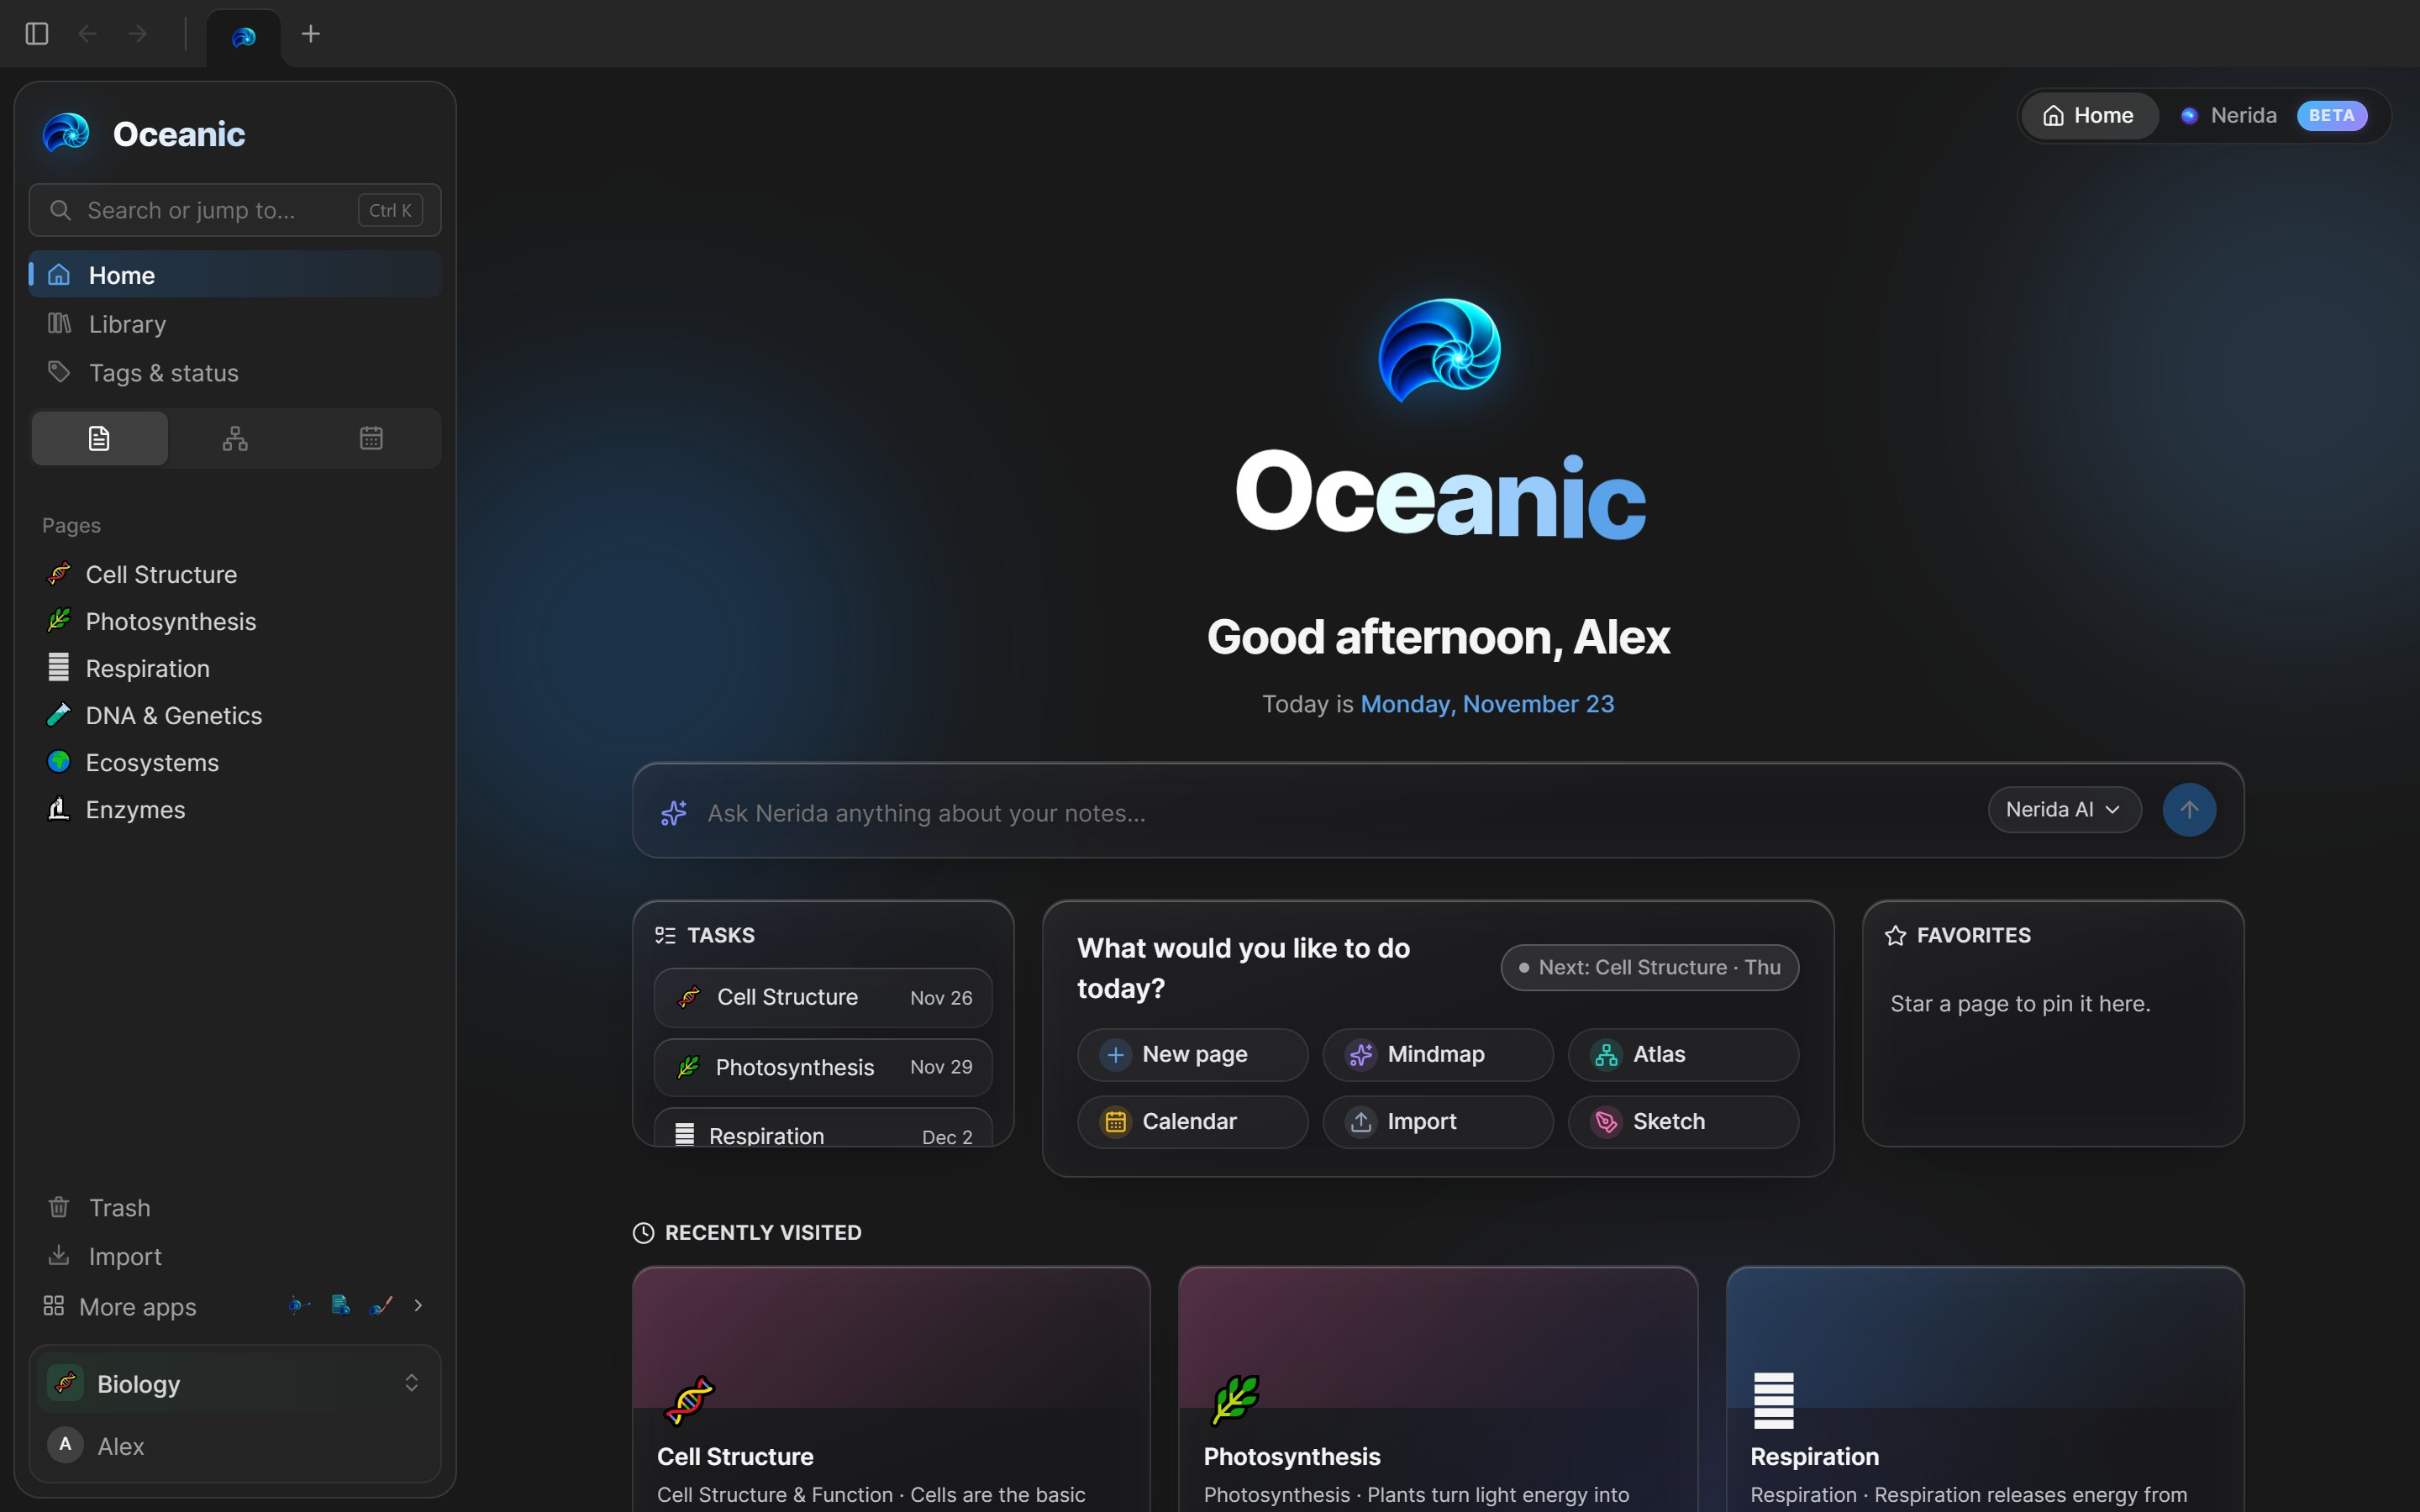 Oceanic
Search or jump to...
Ctrl K
Home
Library
Tags & status
Pages
Cell Structure
Photosynthesis
Respiration
DNA & Genetics
Ecosystems
Enzymes
Trash
Import
More apps
Biology
A Alex
Home
Nerida BETA
Oceanic
Good afternoon, Alex
Today is Monday, November 23
Ask Nerida anything about your notes...
Nerida AI
TASKS
Cell Structure Nov 26
Photosynthesis Nov 29
Respiration Dec 2
What would you like to do
today?
Next: Cell Structure · Thu
New page
Mindmap
Atlas
Calendar
Import
Sketch
FAVORITES
Star a page to pin it here.
RECENTLY VISITED
Cell Structure
Cell Structure & Function · Cells are the basic
Photosynthesis
Photosynthesis · Plants turn light energy into
Respiration
Respiration · Respiration releases energy from